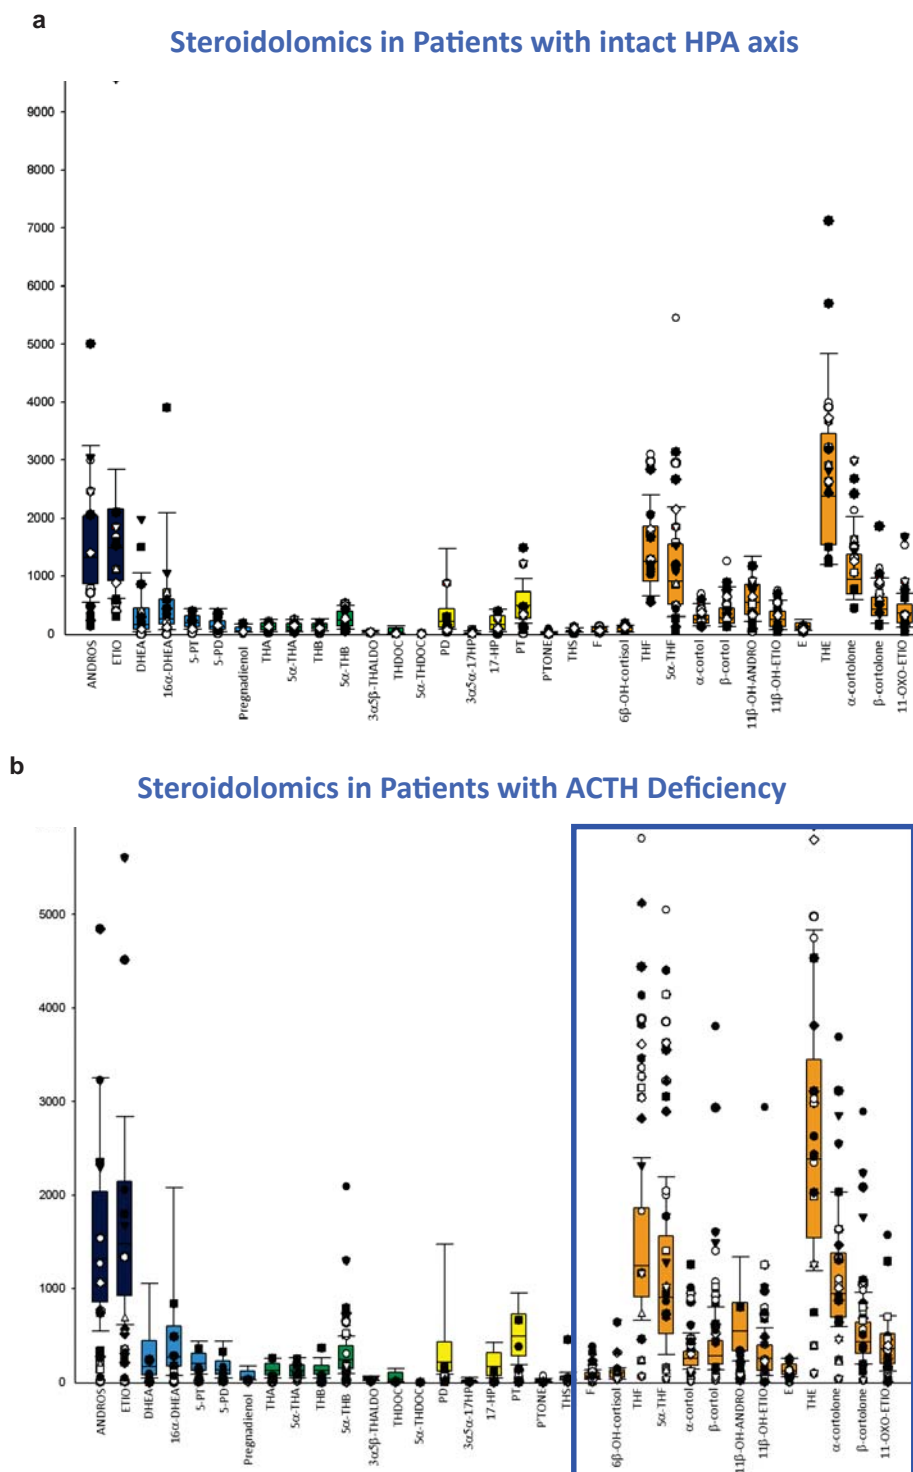 a
Steroidolomics in Patients with intact HPA axis
9000
8000
7000
6000
5000
4000
3000
2000
1000
0
ANDROS
ETIO
DHEA
16α-DHEA
5-PT
5-PD
Pregnadienol
THA
5α-THA
THB
5α-THB
3α5β-THALDO
THDOC
5α-THDOC
PD
3α5α-17HP
17-HP
PT
PTONE
THS
F
6β-OH-cortisol
THF
5α-THF
α-cortol
β-cortol
11β-OH-ANDRO
11β-OH-ETIO
E
THE
α-cortolone
β-cortolone
11-OXO-ETIO
b
Steroidolomics in Patients with ACTH Deficiency
5000
4000
3000
2000
1000
0
ANDROS
ETIO
DHEA
16α-DHEA
5-PT
5-PD
Pregnadienol
THA
5α-THA
THB
5α-THB
3α5β-THALDO
THDOC
5α-THDOC
PD
3α5α-17HP
17-HP
PT
PTONE
THS
F
6β-OH-cortisol
THF
5α-THF
α-cortol
β-cortol
11β-OH-ANDRO
11β-OH-ETIO
E
THE
α-cortolone
β-cortolone
11-OXO-ETIO